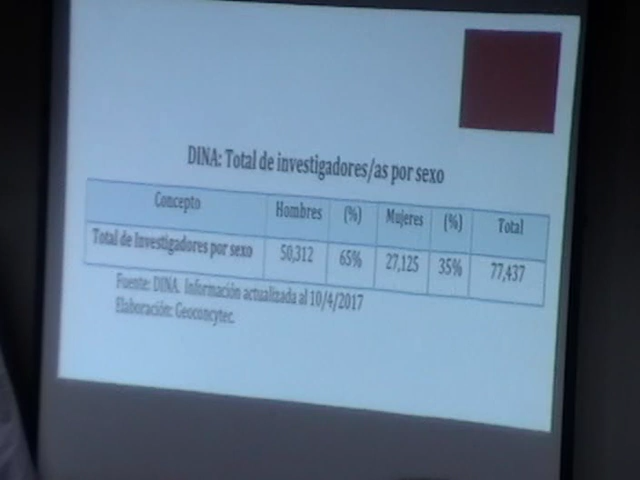 DINA: Total de investigadores/as por sexo
Concepto Hombres (%) Mujeres (%) Total
Total de Investigadores por sexo 50,312 65% 27,125 35% 77,437
Fuente: DINA. Información actualizada al 10/4/2017
Elaboración: Geoconcytec.